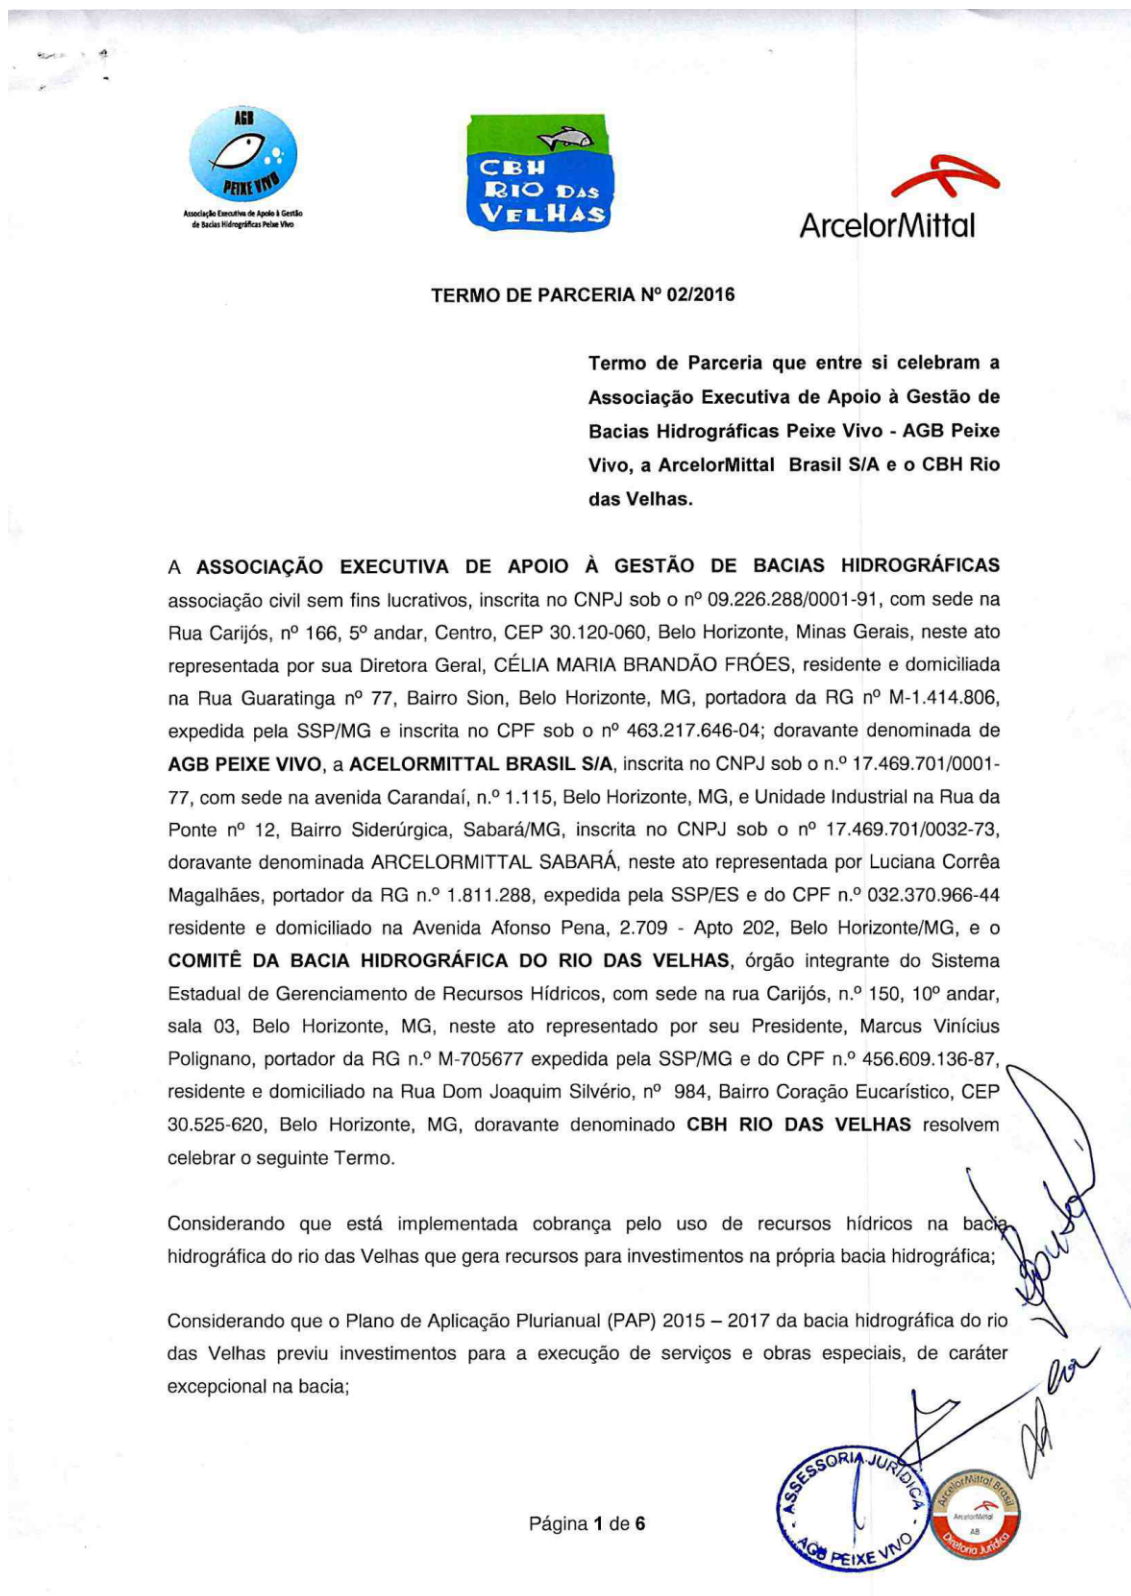 AGB
PEIXE VIVO
Associação Executiva de Apoio à Gestão
de Bacias Hidrográficas Peixe Vivo
CBH
RIO DAS
VELHAS
ArcelorMittal
TERMO DE PARCERIA Nº 02/2016
Termo de Parceria que entre si celebram a
Associação Executiva de Apoio à Gestão de
Bacias Hidrográficas Peixe Vivo - AGB Peixe
Vivo, a ArcelorMittal Brasil S/A e o CBH Rio
das Velhas.
A ASSOCIAÇÃO EXECUTIVA DE APOIO À GESTÃO DE BACIAS HIDROGRÁFICAS
associação civil sem fins lucrativos, inscrita no CNPJ sob o nº 09.226.288/0001-91, com sede na
Rua Carijós, nº 166, 5º andar, Centro, CEP 30.120-060, Belo Horizonte, Minas Gerais, neste ato
representada por sua Diretora Geral, CÉLIA MARIA BRANDÃO FRÓES, residente e domiciliada
na Rua Guaratinga nº 77, Bairro Sion, Belo Horizonte, MG, portadora da RG nº M-1.414.806,
expedida pela SSP/MG e inscrita no CPF sob o nº 463.217.646-04; doravante denominada de
AGB PEIXE VIVO, a ACELORMITTAL BRASIL S/A, inscrita no CNPJ sob o n.º 17.469.701/0001-
77, com sede na avenida Carandaí, n.º 1.115, Belo Horizonte, MG, e Unidade Industrial na Rua da
Ponte nº 12, Bairro Siderúrgica, Sabará/MG, inscrita no CNPJ sob o nº 17.469.701/0032-73,
doravante denominada ARCELORMITTAL SABARÁ, neste ato representada por Luciana Corrêa
Magalhães, portador da RG n.º 1.811.288, expedida pela SSP/ES e do CPF n.º 032.370.966-44
residente e domiciliado na Avenida Afonso Pena, 2.709 - Apto 202, Belo Horizonte/MG, e o
COMITÊ DA BACIA HIDROGRÁFICA DO RIO DAS VELHAS, órgão integrante do Sistema
Estadual de Gerenciamento de Recursos Hídricos, com sede na rua Carijós, n.º 150, 10º andar,
sala 03, Belo Horizonte, MG, neste ato representado por seu Presidente, Marcus Vinícius
Polignano, portador da RG n.º M-705677 expedida pela SSP/MG e do CPF n.º 456.609.136-87,
residente e domiciliado na Rua Dom Joaquim Silvério, nº 984, Bairro Coração Eucarístico, CEP
30.525-620, Belo Horizonte, MG, doravante denominado CBH RIO DAS VELHAS resolvem
celebrar o seguinte Termo.
Considerando que está implementada cobrança pelo uso de recursos hídricos na bacia
hidrográfica do rio das Velhas que gera recursos para investimentos na própria bacia hidrográfica;
Considerando que o Plano de Aplicação Plurianual (PAP) 2015 – 2017 da bacia hidrográfica do rio
das Velhas previu investimentos para a execução de serviços e obras especiais, de caráter
excepcional na bacia;
- ASSESSORIA JURÍDICA -
AGB PEIXE VIVO
ArcelorMittal Brasil
ArcelorMittal
AB
Diretoria Jurídica
Página 1 de 6